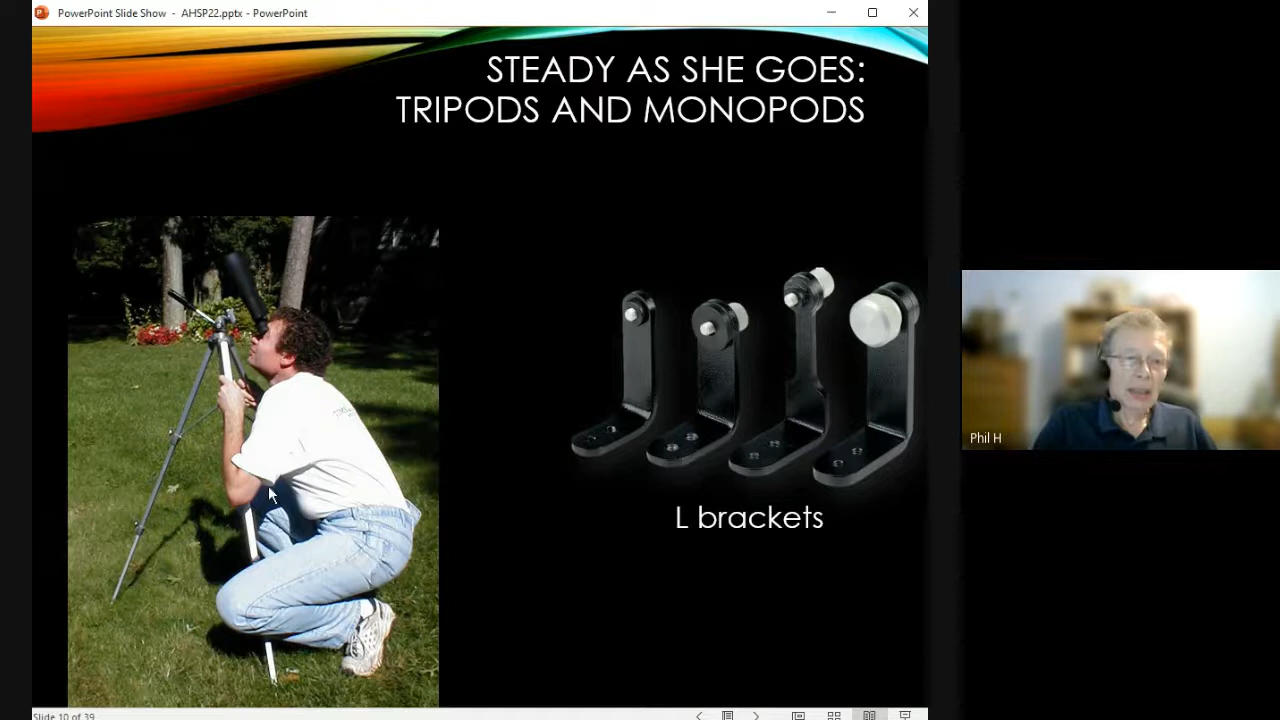 PowerPoint Slide Show - AHSP22.pptx - PowerPoint
STEADY AS SHE GOES:
TRIPODS AND MONOPODS
L brackets
Phil H
Slide 10 of 39